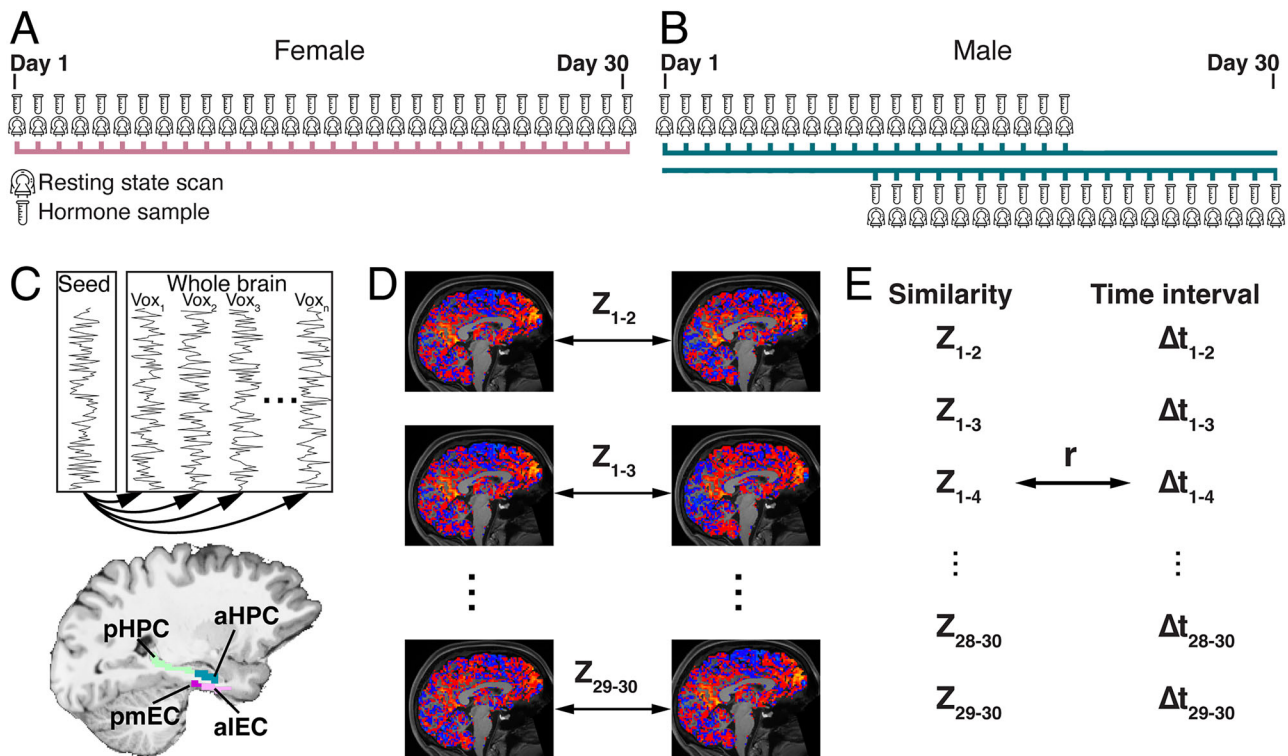 A
Female
Day 1
Day 30
Resting state scan
Hormone sample
B
Male
Day 1
Day 30
C
Seed
Whole brain
Vox1 Vox2 Vox3 Voxn
...
pHPC
aHPC
pmEC
alEC
D
Z1-2
Z1-3
⋮ ⋮
Z29-30
E
Similarity Time interval
Z1-2 Δt1-2
Z1-3 Δt1-3
r
Z1-4 Δt1-4
⋮ ⋮
Z28-30 Δt28-30
Z29-30 Δt29-30